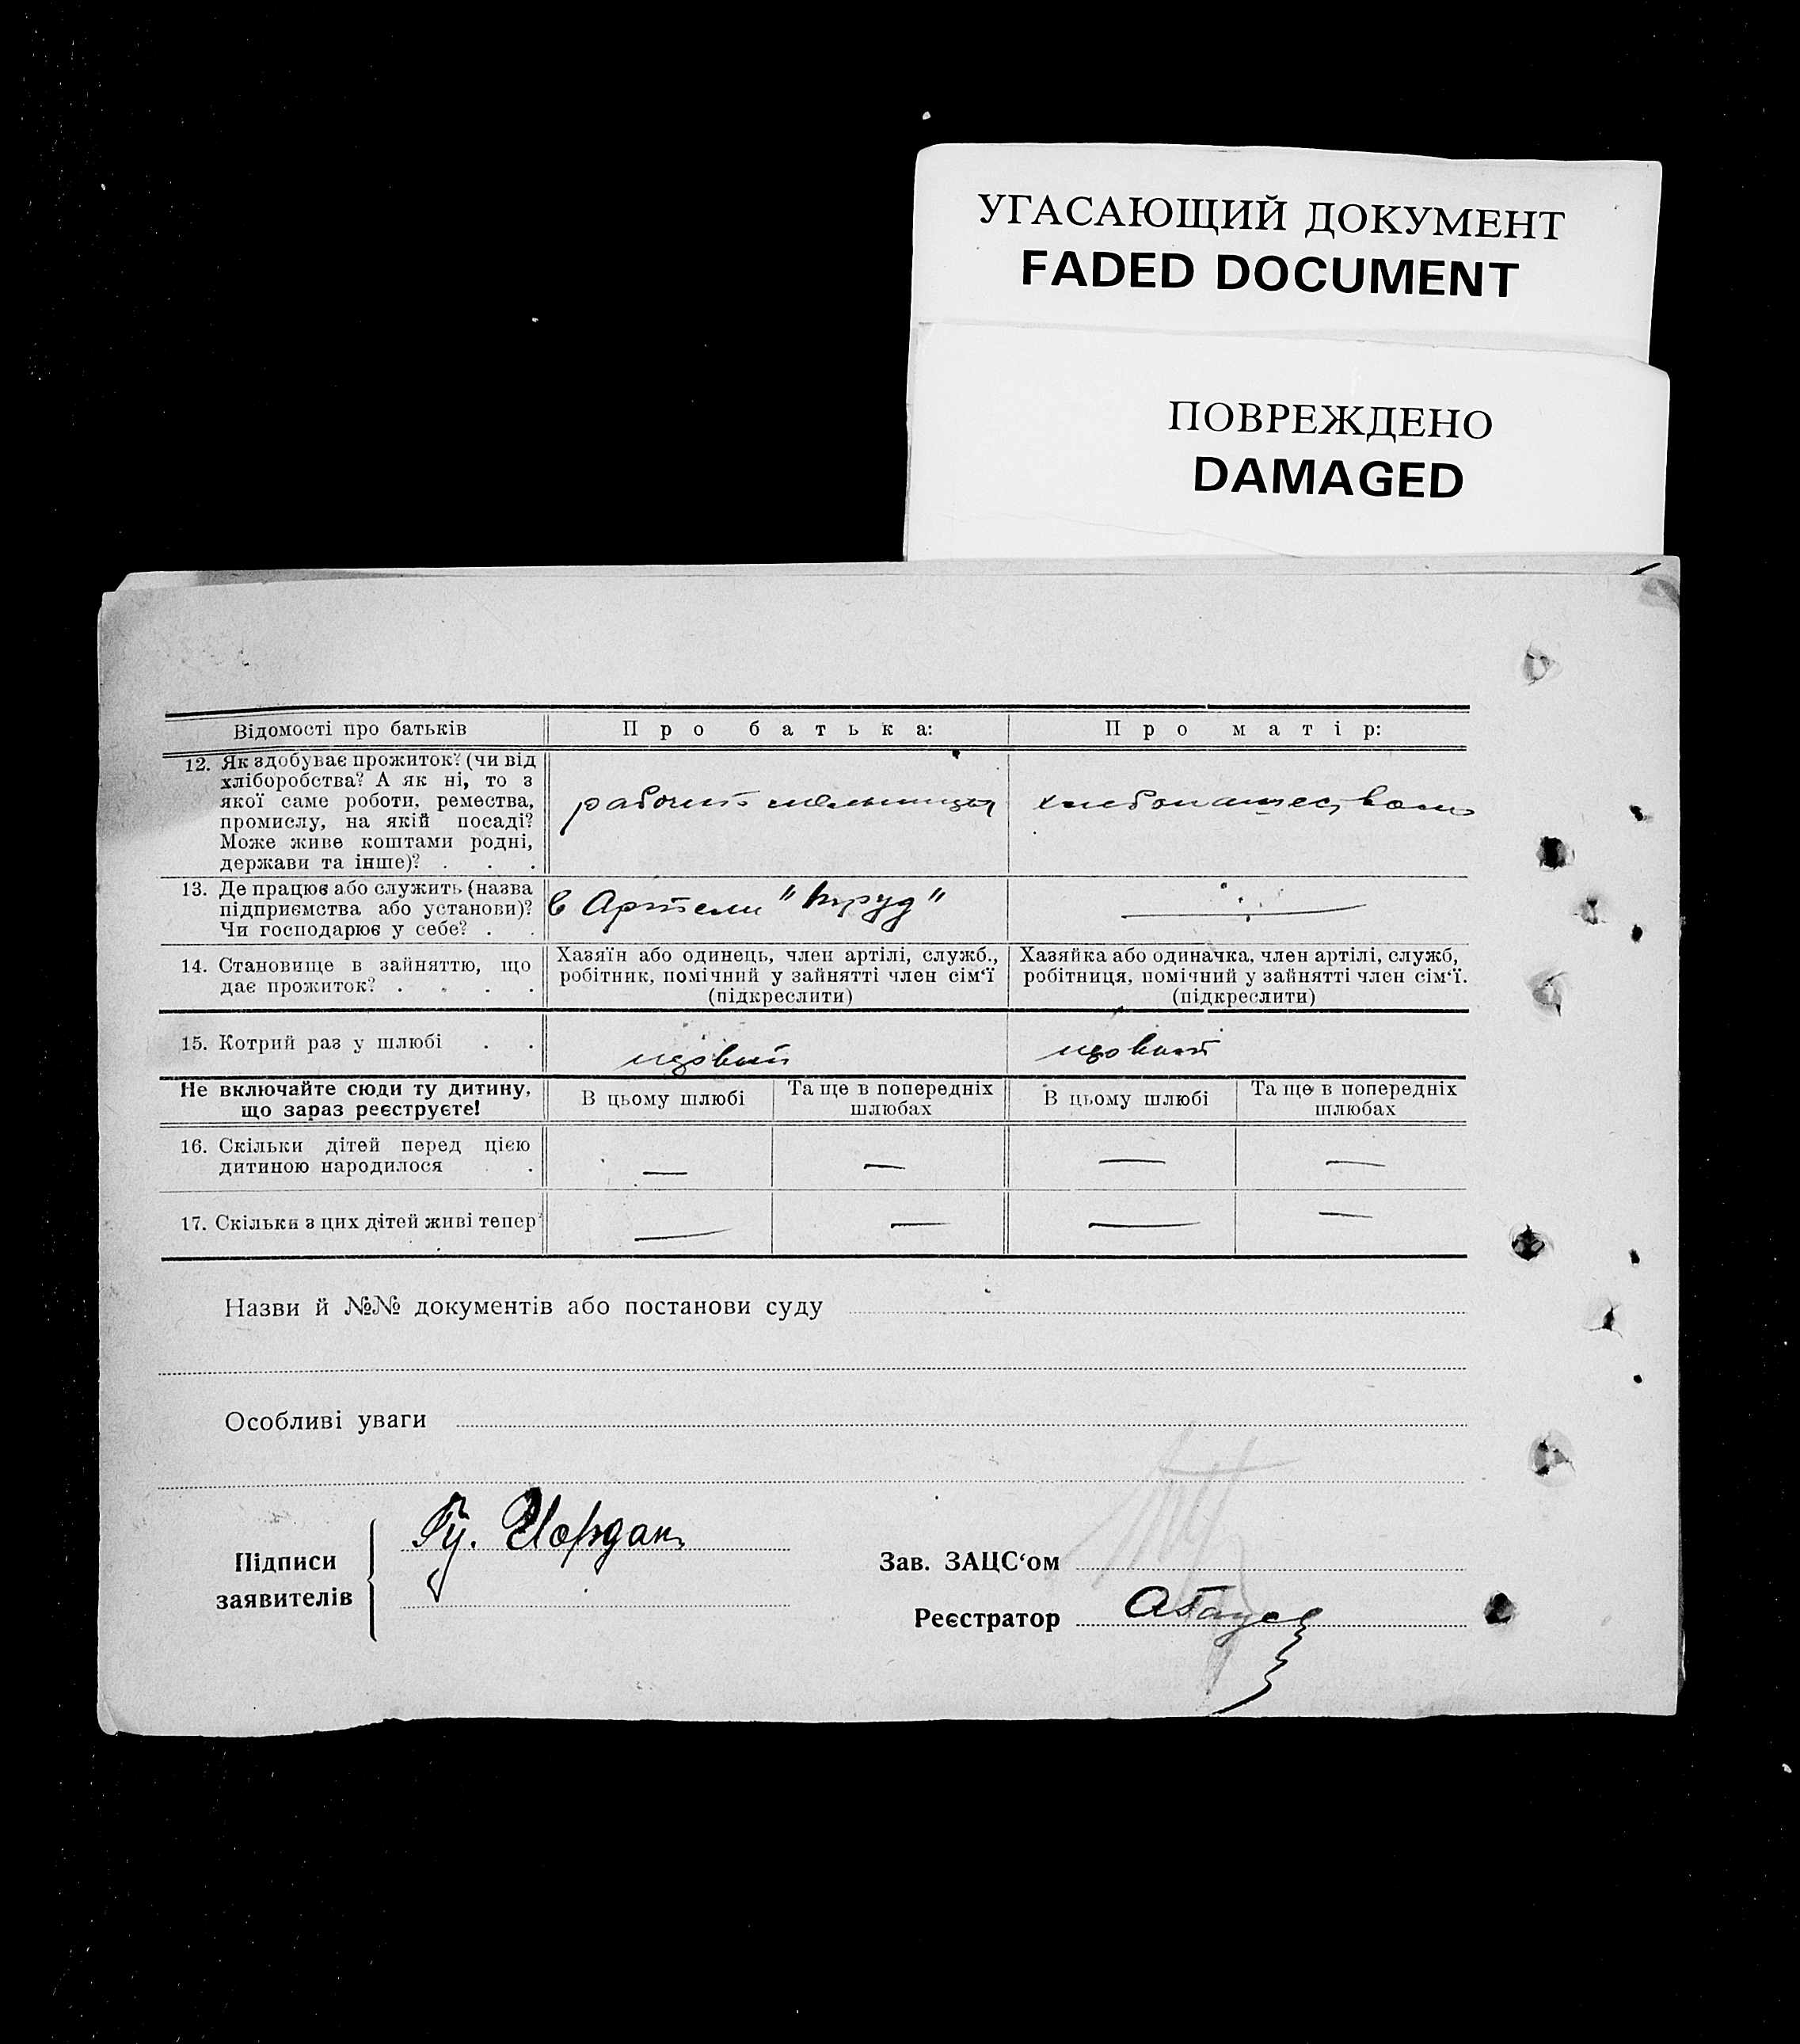 УГАСАЮЩИЙ ДОКУМЕНТ
FADED DOCUMENT
ПОВРЕЖДЕНО
DAMAGED
Відомості про батьків
Про батька:
Про матір:
12. Як здобуває прожиток? (чи від
хліборобства? А як ні, то з
якої саме роботи, ремества,
промислу, на якій посаді?
Може живе коштами родні,
держави та інше)? . . .
рабочий мельницы
хлебопашеством
13. Де працює або служить (назва
підприємства або установи)?
Чи господарює у себе? . .
в Артели "Труд"
14. Становище в зайняттю, що
дає прожиток? . . . .
Хазяїн або одинець, член артілі, служб.,
робітник, помічний у зайнятті член сім‘ї
(підкреслити)
Хазяйка або одиначка, член артілі, служб,
робітниця, помічний у зайнятті член сім‘ї.
(підкреслити)
15. Котрий раз у шлюбі . .
Не включайте сюди ту дитину,
що зараз реєструєте!
В цьому шлюбі
Та ще в попередніх
шлюбах
В цьому шлюбі
Та ще в попередніх
шлюбах
16. Скільки дітей перед цією
дитиною народилося .
— — — —
17. Скільки з цих дітей живі тепер?
— — — —
Назви й №№ документів або постанови суду
Особливі уваги
Підписи
заявителів
Гу. Иордан
Зав. ЗАЦС‘ом
Реєстратор